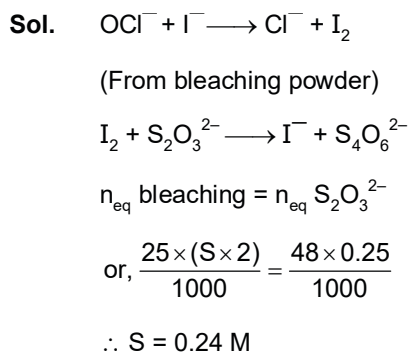 Sol. OCl⁻ + I⁻ ⟶ Cl⁻ + I₂
(From bleaching powder)
I₂ + S₂O₃²⁻ ⟶ I⁻ + S₄O₆²⁻
n_eq bleaching = n_eq S₂O₃²⁻
or, 25×(S×2)/1000 = 48×0.25/1000
∴ S = 0.24 M